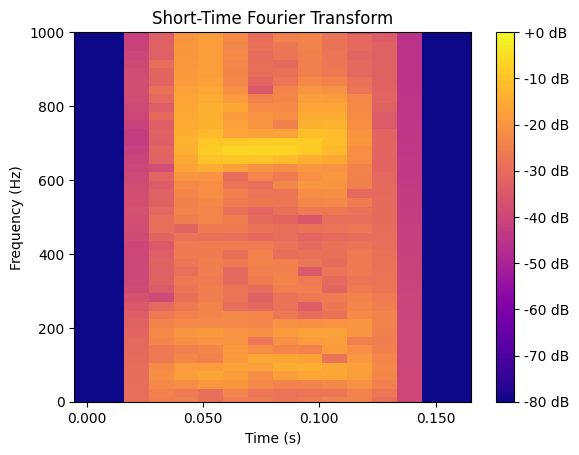 Short-Time Fourier Transform
1000
800
600
400
200
0
Frequency (Hz)
0.000
0.050
0.100
0.150
Time (s)
+0 dB
-10 dB
-20 dB
-30 dB
-40 dB
-50 dB
-60 dB
-70 dB
-80 dB